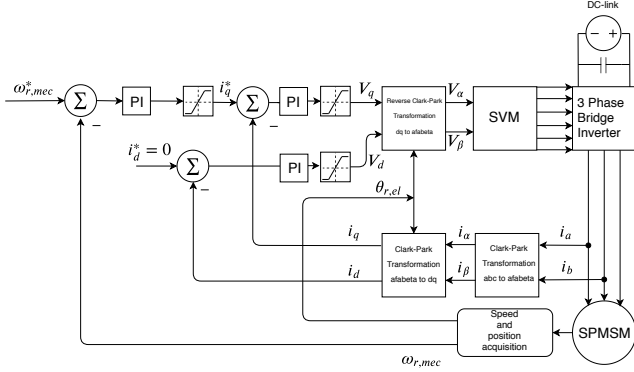 DC-link
− +
ω*r,mec
Σ
−
PI
i*q
Σ
−
PI
Vq
Reverse Clark-Park
Transformation
dq to afabeta
Vα
Vβ
SVM
3 Phase
Bridge
Inverter
i*d = 0
Σ
−
PI
Vd
θr,el
iq
id
Clark-Park
Transformation
afabeta to dq
iα
iβ
Clark-Park
Transformation
abc to afabeta
ia
ib
Speed
and
position
acquisition
SPMSM
ωr,mec